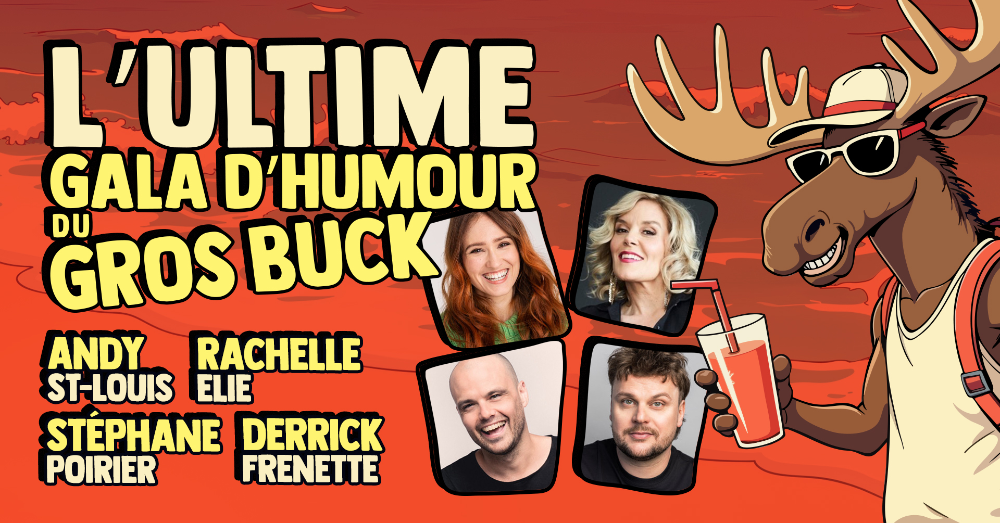 L'ULTIME
GALA D'HUMOUR
DU
GROS BUCK
ANDY
ST-LOUIS
RACHELLE
ELIE
STÉPHANE
POIRIER
DERRICK
FRENETTE